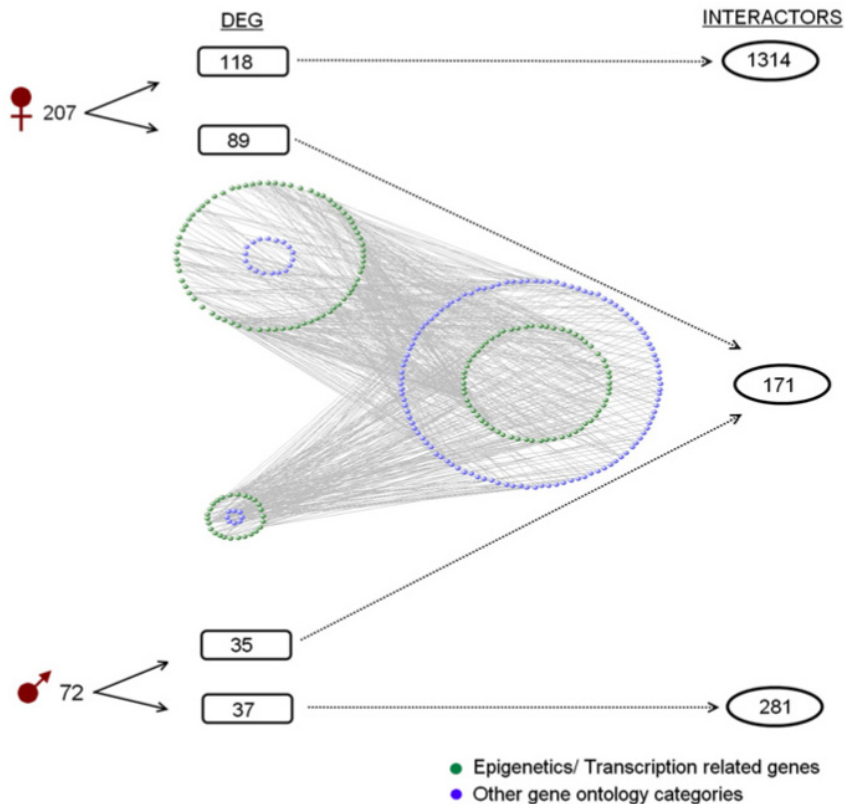 DEG
INTERACTORS
118
1314
207
89
171
35
72
37
281
Epigenetics/ Transcription related genes
Other gene ontology categories